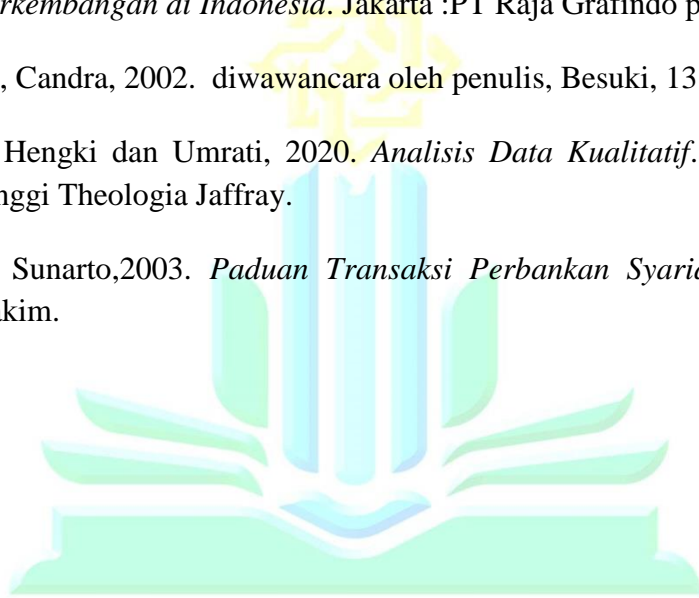 rkembangan di Indonesia. Jakarta :PT Raja Grafindo p
, Candra, 2002. diwawancara oleh penulis, Besuki, 13
Hengki dan Umrati, 2020. Analisis Data Kualitatif.
nggi Theologia Jaffray.
Sunarto,2003. Paduan Transaksi Perbankan Syaria
akim.